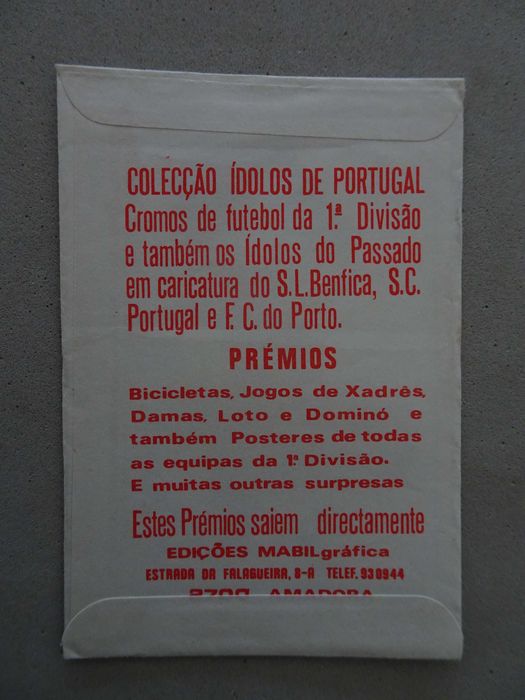 COLECÇÃO ÍDOLOS DE PORTUGAL
Cromos de futebol da 1ª Divisão
e também os Ídolos do Passado
em caricatura do S.L.Benfica, S.C.
Portugal e F. C. do Porto.
PRÉMIOS
Bicicletas, Jogos de Xadrês,
Damas, Loto e Dominó e
também Posteres de todas
as equipas da 1ª Divisão.
E muitas outras surpresas
Estes Prémios saiem directamente
EDIÇÕES MABILgráfica
ESTRADA DA FALAGUEIRA, 8-A TELEF. 930944
2700 AMADORA